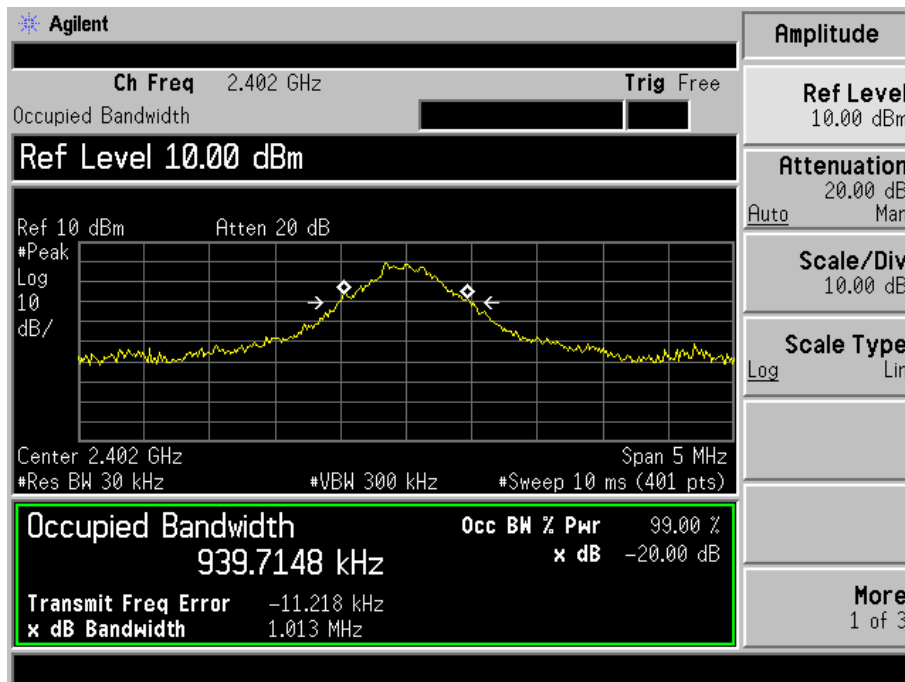 Agilent
Ch Freq 2.402 GHz Trig Free
Occupied Bandwidth
Ref Level 10.00 dBm
Ref 10 dBm Atten 20 dB
#Peak
Log
10
dB/
Center 2.402 GHz Span 5 MHz
#Res BW 30 kHz #VBW 300 kHz #Sweep 10 ms (401 pts)
Occupied Bandwidth Occ BW % Pwr 99.00 %
939.7148 kHz x dB -20.00 dB
Transmit Freq Error -11.218 kHz
x dB Bandwidth 1.013 MHz
Amplitude
Ref Level
10.00 dBm
Attenuation
20.00 dB
Auto Man
Scale/Div
10.00 dB
Scale Type
Log Lin
More
1 of 3